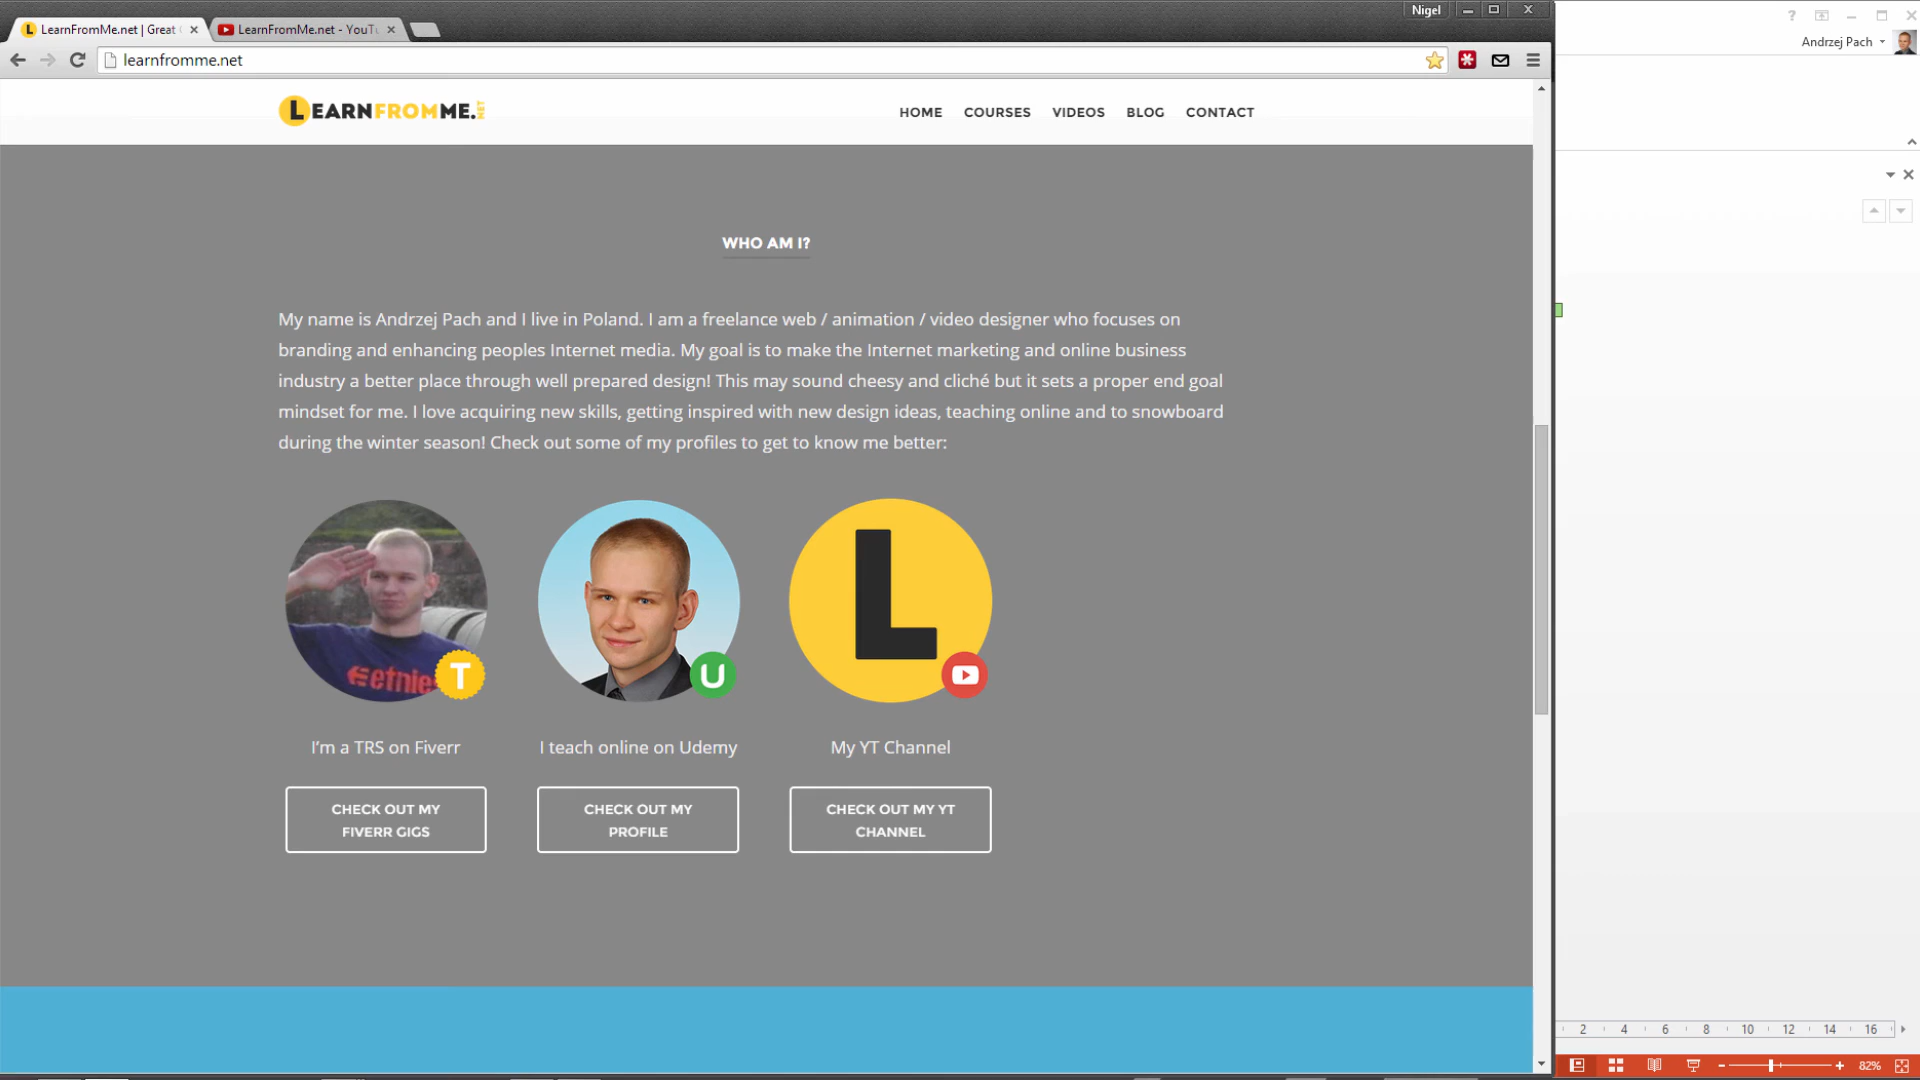 Nigel
LearnFromMe.net | Great
LearnFromMe.net - YouTu
Andrzej Pach
learnfromme.net
LEARNFROMME.NET
HOME COURSES VIDEOS BLOG CONTACT
WHO AM I?
My name is Andrzej Pach and I live in Poland. I am a freelance web / animation / video designer who focuses on
branding and enhancing peoples Internet media. My goal is to make the Internet marketing and online business
industry a better place through well prepared design! This may sound cheesy and cliché but it sets a proper end goal
mindset for me. I love acquiring new skills, getting inspired with new design ideas, teaching online and to snowboard
during the winter season! Check out some of my profiles to get to know me better:
etnie
T
U
L
I'm a TRS on Fiverr
I teach online on Udemy
My YT Channel
CHECK OUT MY
FIVERR GIGS
CHECK OUT MY
PROFILE
CHECK OUT MY YT
CHANNEL
2 4 6 8 10 12 14 16
82%